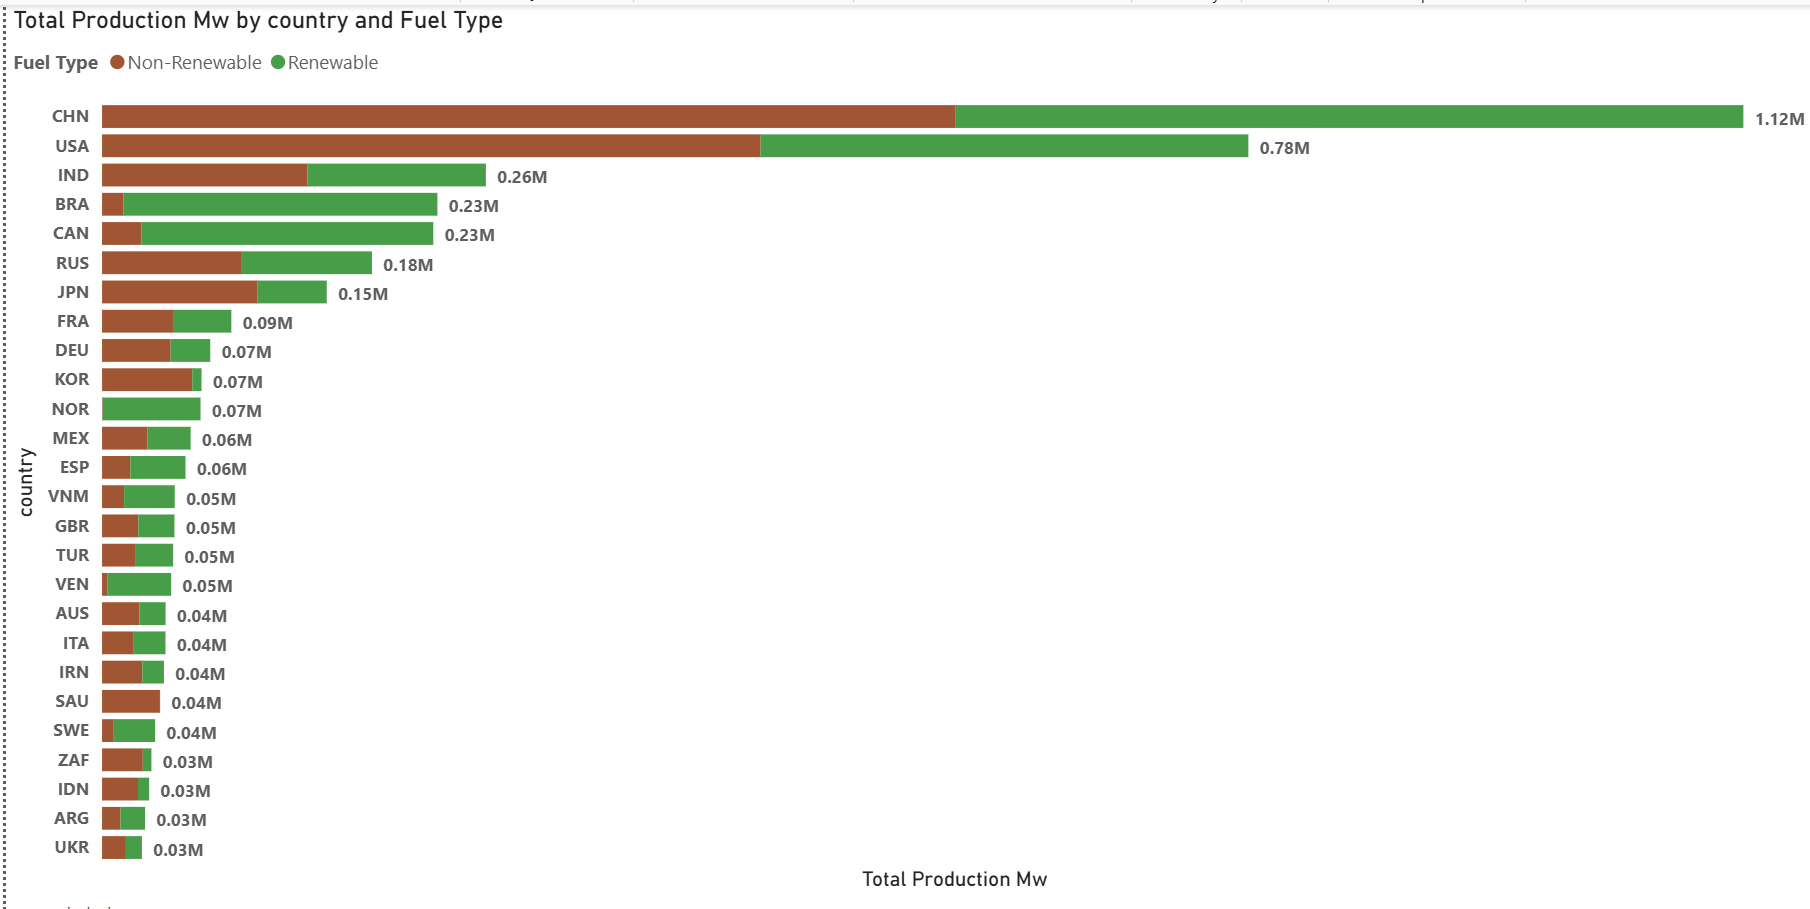 Total Production Mw by country and Fuel Type
Fuel Type Non-Renewable Renewable
CHN 1.12M
USA 0.78M
IND 0.26M
BRA 0.23M
CAN 0.23M
RUS 0.18M
JPN 0.15M
FRA 0.09M
DEU 0.07M
KOR 0.07M
NOR 0.07M
MEX 0.06M
ESP 0.06M
VNM 0.05M
GBR 0.05M
TUR 0.05M
VEN 0.05M
AUS 0.04M
ITA 0.04M
IRN 0.04M
SAU 0.04M
SWE 0.04M
ZAF 0.03M
IDN 0.03M
ARG 0.03M
UKR 0.03M
country
Total Production Mw